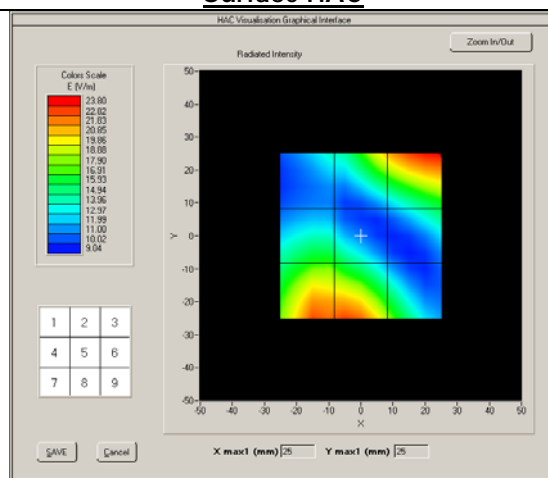 Surface HAC
HAC Visualisation Graphical Interface
Zoom In/Out
Radiated Intensity
Colors Scale
E (V/m)
23.80
22.82
21.83
20.85
19.86
18.88
17.90
16.91
15.93
14.94
13.96
12.97
11.99
11.00
10.02
9.04
50
40
30
20
10
0
-10
-20
-30
-40
-50
Y
-50 -40 -30 -20 -10 0 10 20 30 40 50
X
1 2 3
4 5 6
7 8 9
SAVE Cancel
X max1 (mm) 25 Y max1 (mm) 25